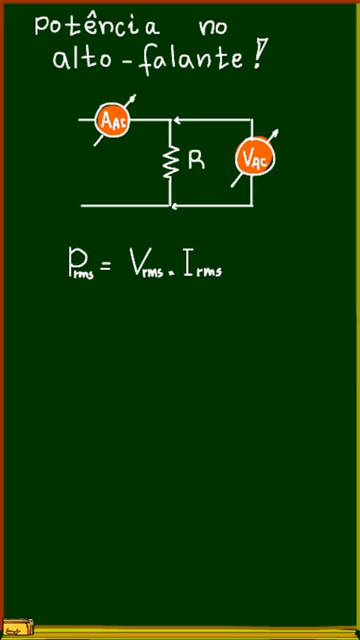 potência no
alto-falante!
AAC
R
VAC
Prms = Vrms . Irms